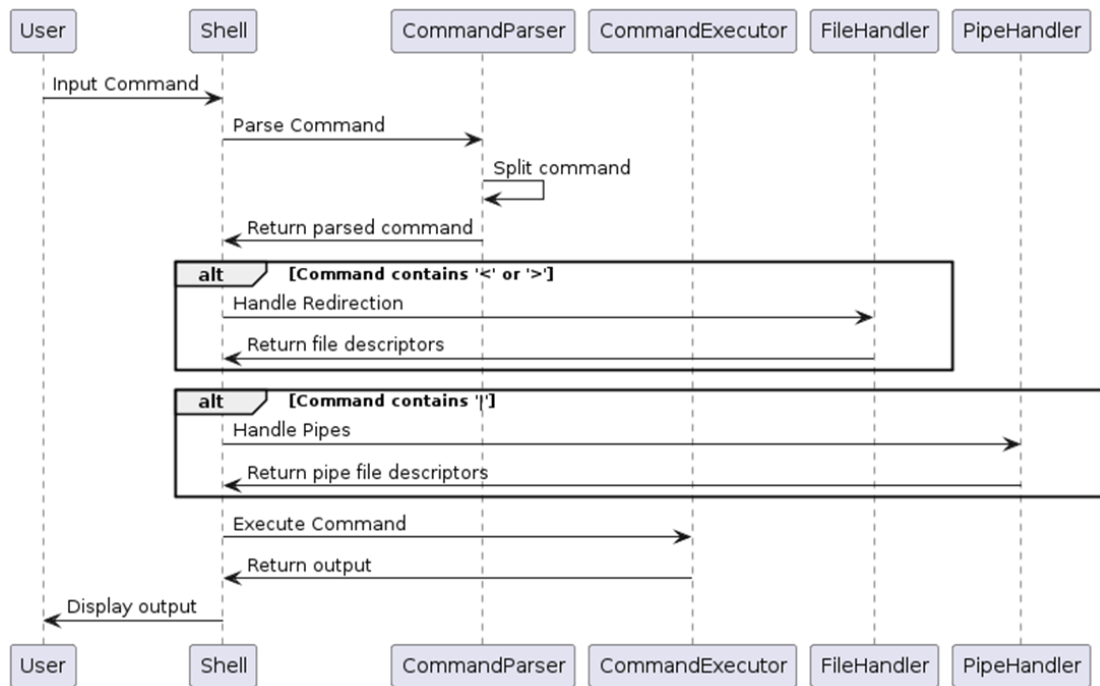 User Shell CommandParser CommandExecutor FileHandler PipeHandler
Input Command
Parse Command
Split command
Return parsed command
alt [Command contains '<' or '>']
Handle Redirection
Return file descriptors
alt [Command contains '|']
Handle Pipes
Return pipe file descriptors
Execute Command
Return output
Display output
User Shell CommandParser CommandExecutor FileHandler PipeHandler